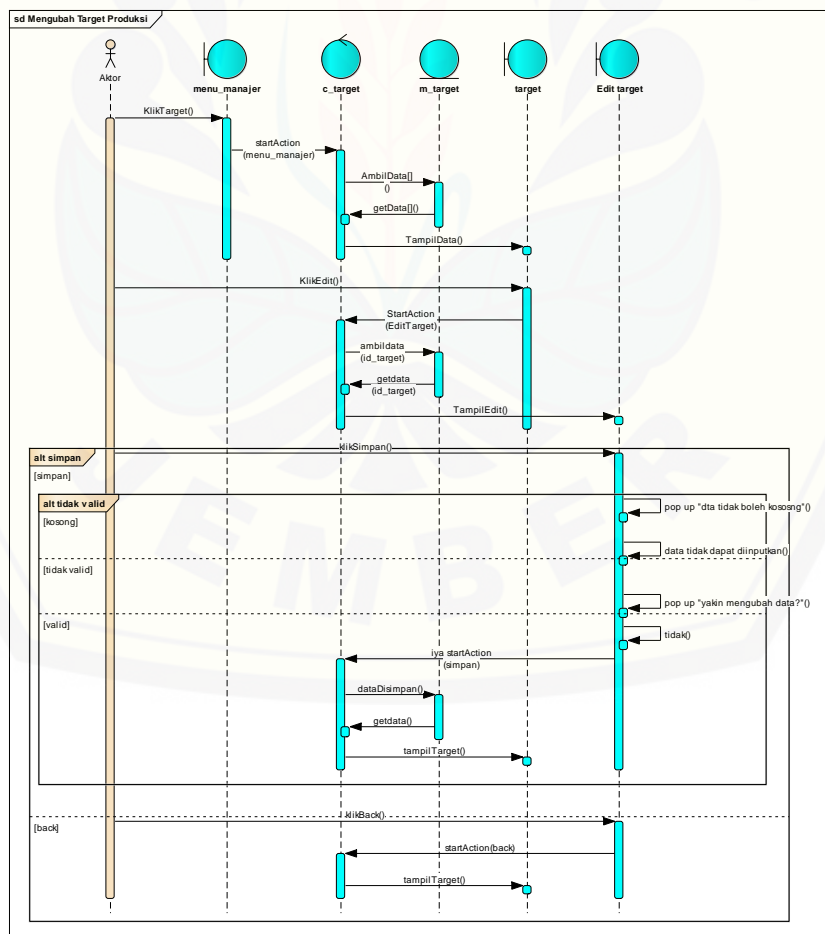 sd Mengubah Target Produksi
Aktor
menu_manajer
c_target
m_target
target
Edit target
KlikTarget()
startAction
(menu_manajer)
AmbilData[]
()
getData[]()
TampilData()
KlikEdit()
StartAction
(EditTarget)
ambildata
(id_target)
getdata
(id_target)
TampilEdit()
alt simpan
klikSimpan()
[simpan]
alt tidak valid
[kosong]
pop up "dta tidak boleh kososng"()
data tidak dapat diinputkan()
[tidak valid]
pop up "yakin mengubah data?"()
[valid]
tidak()
iya startAction
(simpan)
dataDisimpan()
getdata()
tampilTarget()
klikBack()
[back]
startAction(back)
tampilTarget()
EMBER